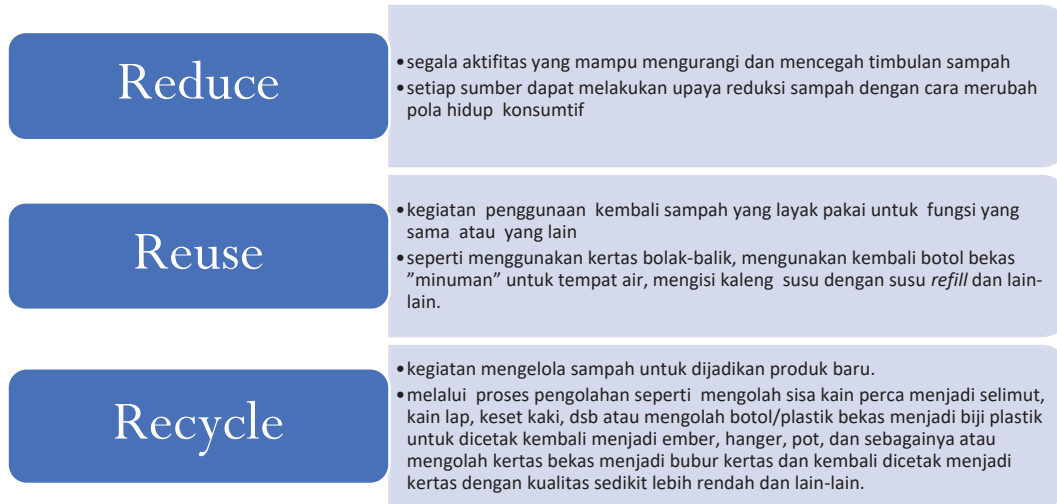 Reduce
•segala aktifitas yang mampu mengurangi dan mencegah timbulan sampah
•setiap sumber dapat melakukan upaya reduksi sampah dengan cara merubah
pola hidup konsumtif
Reuse
•kegiatan penggunaan kembali sampah yang layak pakai untuk fungsi yang
sama atau yang lain
•seperti menggunakan kertas bolak-balik, mengunakan kembali botol bekas
”minuman” untuk tempat air, mengisi kaleng susu dengan susu refill dan lain-
lain.
Recycle
•kegiatan mengelola sampah untuk dijadikan produk baru.
•melalui proses pengolahan seperti mengolah sisa kain perca menjadi selimut,
kain lap, keset kaki, dsb atau mengolah botol/plastik bekas menjadi biji plastik
untuk dicetak kembali menjadi ember, hanger, pot, dan sebagainya atau
mengolah kertas bekas menjadi bubur kertas dan kembali dicetak menjadi
kertas dengan kualitas sedikit lebih rendah dan lain-lain.